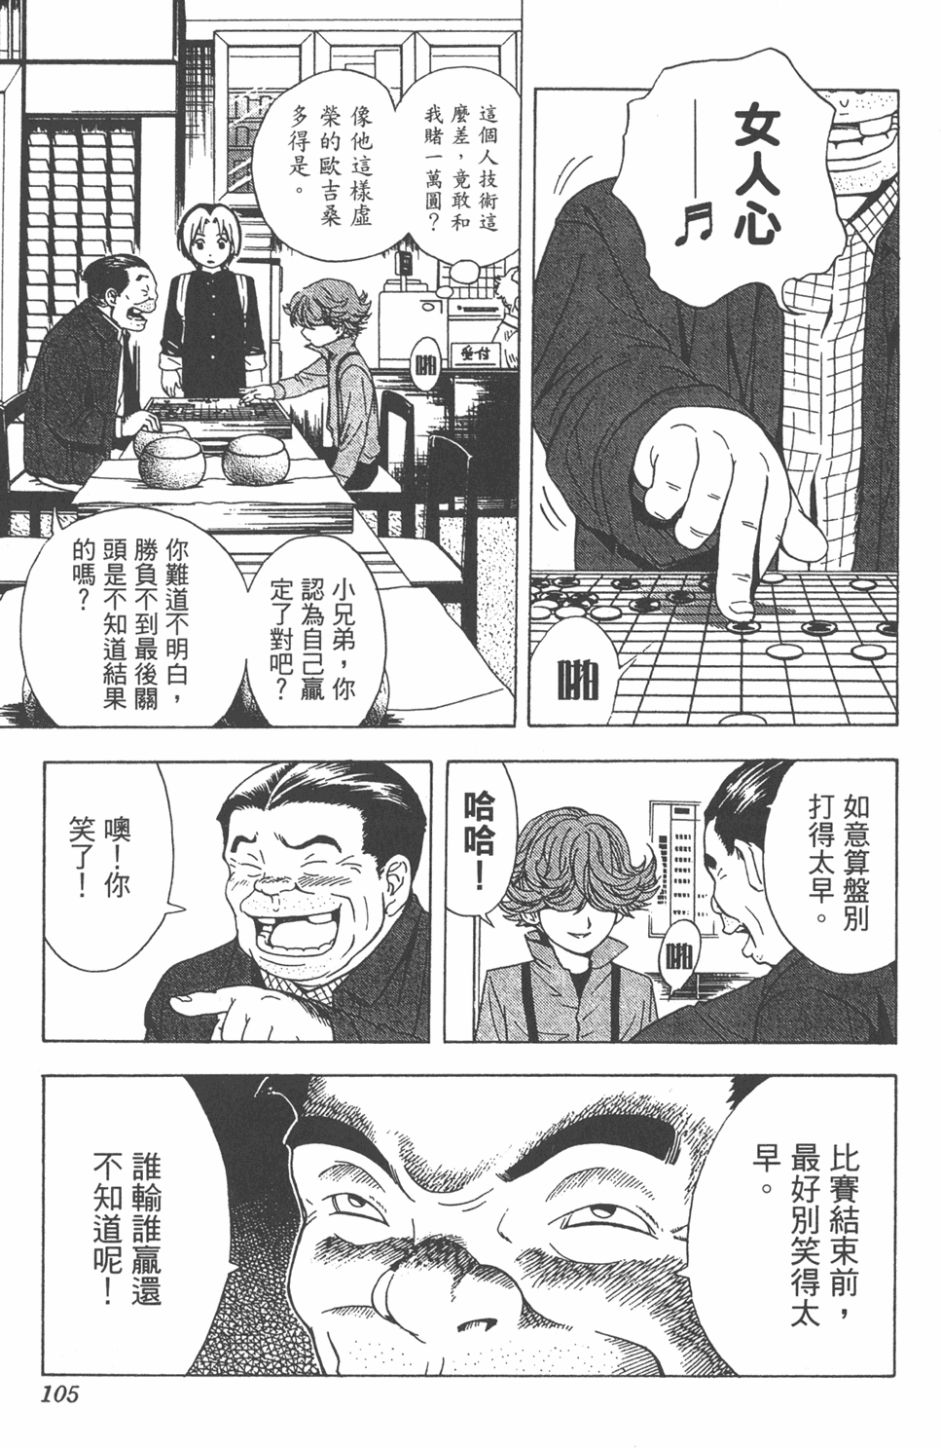 女人心
——♬
啪
這個人技術這
麼差，竟敢和
我賭一萬圓？
像他這樣虛
榮的歐吉桑
多得是。
啪
受付
小兄弟，你
認為自己贏
定了對吧？
你難道不明白，
勝負不到最後關
頭是不知道結果
的嗎？
如意算盤別
打得太早。
啪
哈哈！
噢！你
笑了！
比賽結束前，
最好別笑得太
早。
誰輸誰贏還
不知道呢！
105